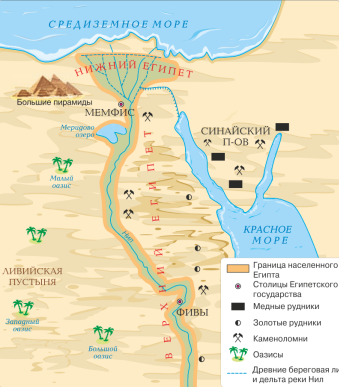 СРЕДИЗЕМНОЕ МОРЕ
НИЖНИЙ ЕГИПЕТ
Большие пирамиды
МЕМФИС
Меридово
озеро
СИНАЙСКИЙ
П-ОВ
Малый
оазис
Нил
ВЕРХНИЙ ЕГИПЕТ
КРАСНОЕ
МОРЕ
ЛИВИЙСКАЯ
ПУСТЫНЯ
Западный
оазис
Большой
оазис
ФИВЫ
Граница населенного
Египта
Столицы Египетского
государства
Медные рудники
Золотые рудники
Каменоломни
Оазисы
Древние береговая ли
и дельта реки Нил